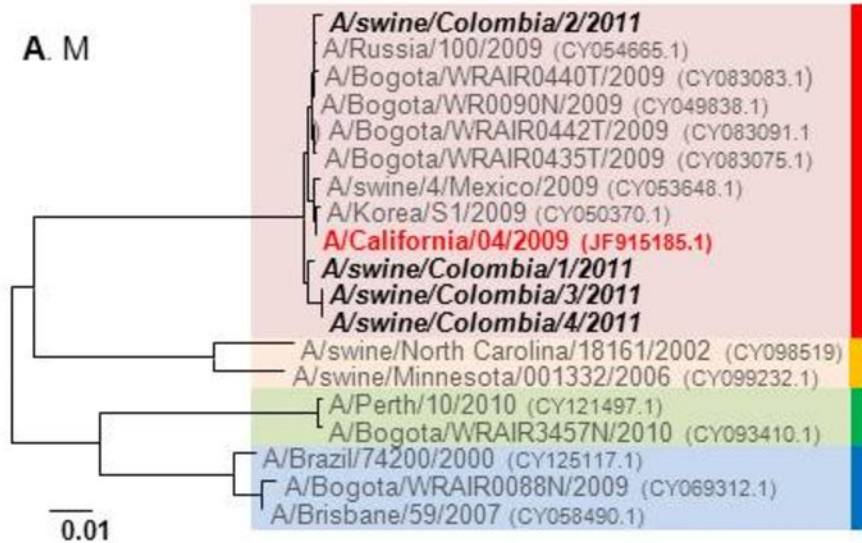 A. M
A/swine/Colombia/2/2011
A/Russia/100/2009 (CY054665.1)
A/Bogota/WRAIR0440T/2009 (CY083083.1)
A/Bogota/WR0090N/2009 (CY049838.1)
A/Bogota/WRAIR0442T/2009 (CY083091.1
A/Bogota/WRAIR0435T/2009 (CY083075.1)
A/swine/4/Mexico/2009 (CY053648.1)
A/Korea/S1/2009 (CY050370.1)
A/California/04/2009 (JF915185.1)
A/swine/Colombia/1/2011
A/swine/Colombia/3/2011
A/swine/Colombia/4/2011
A/swine/North Carolina/18161/2002 (CY098519)
A/swine/Minnesota/001332/2006 (CY099232.1)
A/Perth/10/2010 (CY121497.1)
A/Bogota/WRAIR3457N/2010 (CY093410.1)
A/Brazil/74200/2000 (CY125117.1)
A/Bogota/WRAIR0088N/2009 (CY069312.1)
A/Brisbane/59/2007 (CY058490.1)
0.01